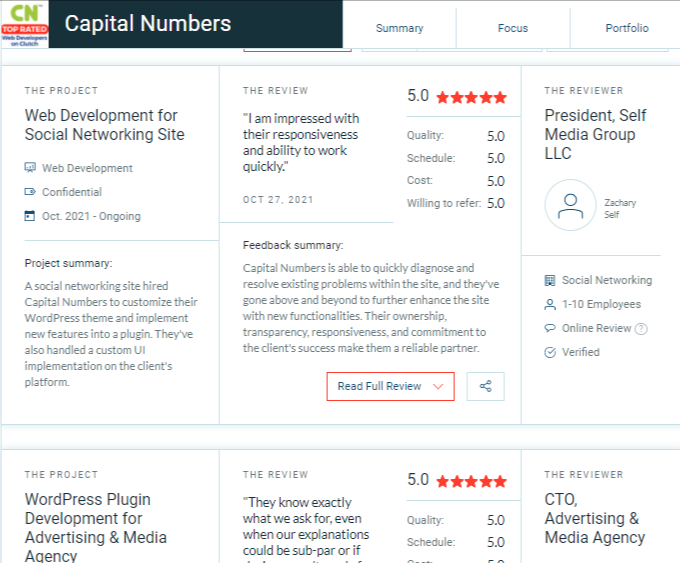 CN™
TOP RATED
Web Developers
on Clutch
Capital Numbers
Summary
Focus
Portfolio
THE PROJECT
Web Development for
Social Networking Site
Web Development
Confidential
Oct. 2021 - Ongoing
Project summary:
A social networking site hired
Capital Numbers to customize their
WordPress theme and implement
new features into a plugin. They've
also handled a custom UI
implementation on the client's
platform.
THE REVIEW
"I am impressed with
their responsiveness
and ability to work
quickly."
OCT 27, 2021
5.0
Quality: 5.0
Schedule: 5.0
Cost: 5.0
Willing to refer: 5.0
Feedback summary:
Capital Numbers is able to quickly diagnose and
resolve existing problems within the site, and they've
gone above and beyond to further enhance the site
with new functionalities. Their ownership,
transparency, responsiveness, and commitment to
the client's success make them a reliable partner.
Read Full Review
THE REVIEWER
President, Self
Media Group
LLC
Zachary
Self
Social Networking
1-10 Employees
Online Review ?
Verified
THE PROJECT
WordPress Plugin
Development for
Advertising & Media
Agency
THE REVIEW
"They know exactly
what we ask for, even
when our explanations
could be sub-par or if
5.0
Quality: 5.0
Schedule: 5.0
THE REVIEWER
CTO,
Advertising &
Media Agency